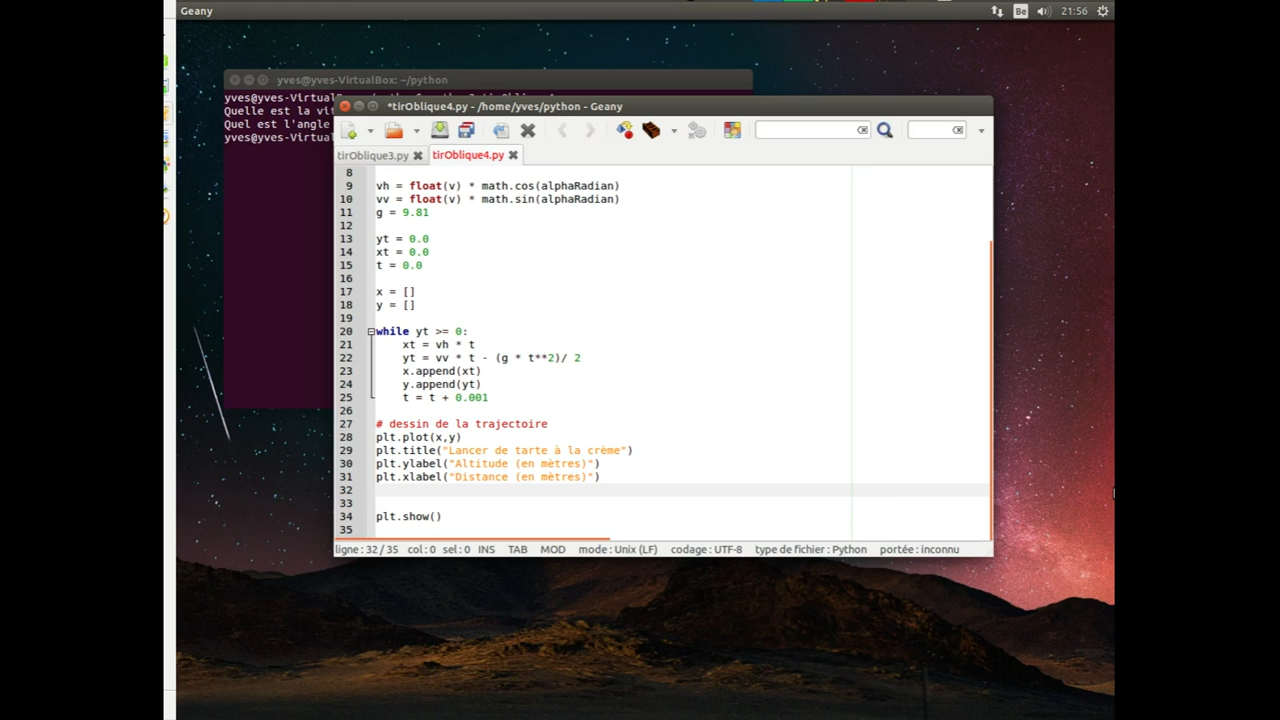 Geany
Be
21:56
yves@yves-VirtualBox: ~/python
yves@yves-VirtualB
Quelle est la vit
Quel est l'angle
yves@yves-VirtualB
*tirOblique4.py - /home/yves/python - Geany
tirOblique3.py
tirOblique4.py
8
9 vh = float(v) * math.cos(alphaRadian)
10 vv = float(v) * math.sin(alphaRadian)
11 g = 9.81
12
13 yt = 0.0
14 xt = 0.0
15 t = 0.0
16
17 x = []
18 y = []
19
20 while yt >= 0:
21 xt = vh * t
22 yt = vv * t - (g * t**2)/ 2
23 x.append(xt)
24 y.append(yt)
25 t = t + 0.001
26
27 # dessin de la trajectoire
28 plt.plot(x,y)
29 plt.title("Lancer de tarte à la crème")
30 plt.ylabel("Altitude (en mètres)")
31 plt.xlabel("Distance (en mètres)")
32
33
34 plt.show()
35
ligne : 32 / 35 col : 0 sel : 0 INS TAB MOD mode : Unix (LF) codage : UTF-8 type de fichier : Python portée : inconnu